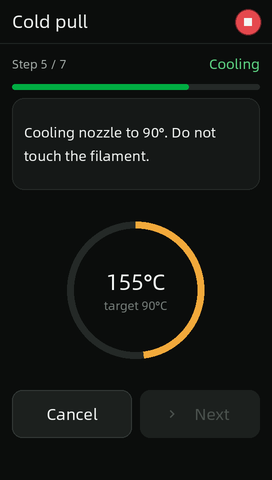 Cold pull
Step 5 / 7
Cooling
Cooling nozzle to 90°. Do not
touch the filament.
155°C
target 90°C
Cancel
Next